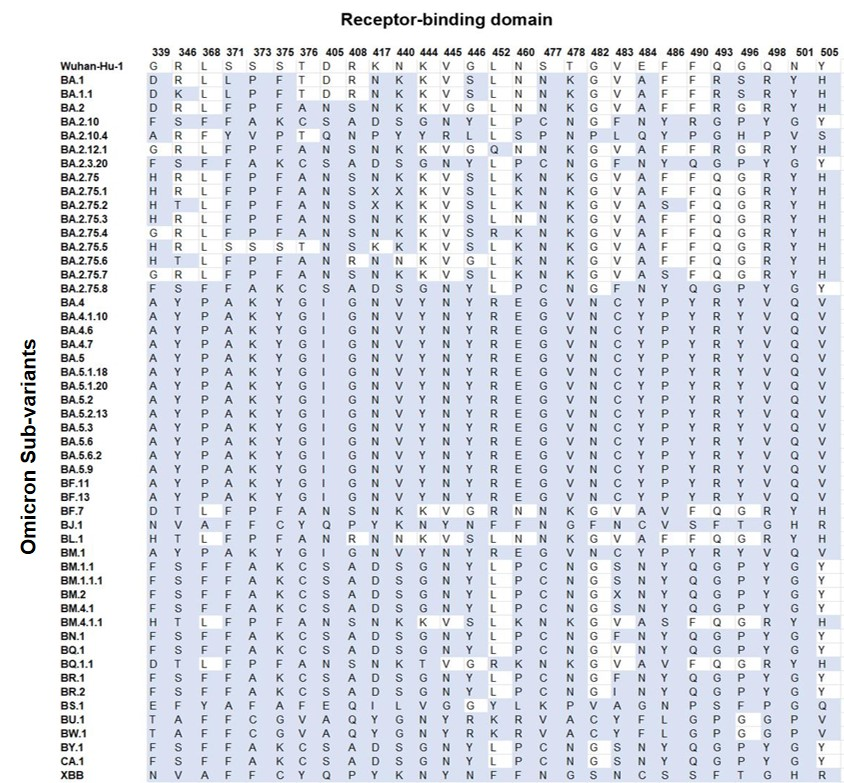 Receptor-binding domain
339 346 368 371 373 375 376 405 408 417 440 444 445 446 452 460 477 478 482 483 484 486 490 493 496 498 501 505
Wuhan-Hu-1 G R L S S S T D R K N K V G L N S T G V E F F Q G Q N Y
BA.1 D R L L P F T D R N K K V S L N N K G V A F F R S R Y H
BA.1.1 D K L L P F T D R N K K V S L N N K G V A F F R S R Y H
BA.2 D R L F P F A N S N K K V G L N N K G V A F F R G R Y H
BA.2.10 F S F F A K C S A D S G N Y L P C N G F N Y R G P Y G Y
BA.2.10.4 A R F Y V P T Q N P Y Y R L L S P N P L Q Y P G H P V S
BA.2.12.1 G R L F P F A N S N K K V G Q N N K G V A F F R G R Y H
BA.2.3.20 F S F F A K C S A D S G N Y L P C N G F N Y Q G P Y G Y
BA.2.75 H R L F P F A N S N K K V S L K N K G V A F F Q G R Y H
BA.2.75.1 H R L F P F A N S X X K V S L K N K G V A F F Q G R Y H
BA.2.75.2 H T L F P F A N S X K K V S L K N K G V A S F Q G R Y H
BA.2.75.3 H R L F P F A N S N K K V S L N N K G V A F F Q G R Y H
BA.2.75.4 G R L F P F A N S N K K V S R K N K G V A F F Q G R Y H
BA.2.75.5 H R L S S S T N S K K K V S L K N K G V A F F Q G R Y H
BA.2.75.6 H T L F P F A N R N N K V G L K N K G V A F F Q G R Y H
BA.2.75.7 G R L F P F A N S N K K V S L K N K G V A S F Q G R Y H
BA.2.75.8 F S F F A K C S A D S G N Y L P C N G F N Y Q G P Y G Y
BA.4 A Y P A K Y G I G N V Y N Y R E G V N C Y P Y R Y V Q V
BA.4.1.10 A Y P A K Y G I G N V Y N Y R E G V N C Y P Y R Y V Q V
BA.4.6 A Y P A K Y G I G N V Y N Y R E G V N C Y P Y R Y V Q V
BA.4.7 A Y P A K Y G I G N V Y N Y R E G V N C Y P Y R Y V Q V
BA.5 A Y P A K Y G I G N V Y N Y R E G V N C Y P Y R Y V Q V
BA.5.1.18 A Y P A K Y G I G N V Y N Y R E G V N C Y P Y R Y V Q V
BA.5.1.20 A Y P A K Y G I G N V Y N Y R E G V N C Y P Y R Y V Q V
BA.5.2 A Y P A K Y G I G N V Y N Y R E G V N C Y P Y R Y V Q V
BA.5.2.13 A Y P A K Y G I G N V Y N Y R E G V N C Y P Y R Y V Q V
BA.5.3 A Y P A K Y G I G N V Y N Y R E G V N C Y P Y R Y V Q V
BA.5.6 A Y P A K Y G I G N V Y N Y R E G V N C Y P Y R Y V Q V
BA.5.6.2 A Y P A K Y G I G N V Y N Y R E G V N C Y P Y R Y V Q V
BA.5.9 A Y P A K Y G I G N V Y N Y R E G V N C Y P Y R Y V Q V
BF.11 A Y P A K Y G I G N V Y N Y R E G V N C Y P Y R Y V Q V
BF.13 A Y P A K Y G I G N V Y N Y R E G V N C Y P Y R Y V Q V
BF.7 D T L F P F A N S N K K V G R N N K G V A V F Q G R Y H
BJ.1 N V A F F C Y Q P Y K N Y N F F N G F N C V S F T G H R
BL.1 H T L F P F A N R N N K V S L N N K G V A F F Q G R Y H
BM.1 A Y P A K Y G I G N V Y N Y R E G V N C Y P Y R Y V Q V
BM.1.1 F S F F A K C S A D S G N Y L P C N G S N Y Q G P Y G Y
BM.1.1.1 F S F F A K C S A D S G N Y L P C N G S N Y Q G P Y G Y
BM.2 F S F F A K C S A D S G N Y L P C N G X N Y Q G P Y G Y
BM.4.1 F S F F A K C S A D S G N Y L P C N G S N Y Q G P Y G Y
BM.4.1.1 H T L F P F A N S N K K V S L K N K G V A S F Q G R Y H
BN.1 F S F F A K C S A D S G N Y L P C N G F N Y Q G P Y G Y
BQ.1 F S F F A K C S A D S G N Y L P C N G V N Y Q G P Y G Y
BQ.1.1 D T L F P F A N S N K T V G R K N K G V A V F Q G R Y H
BR.1 F S F F A K C S A D S G N Y L P C N G F N Y Q G P Y G Y
BR.2 F S F F A K C S A D S G N Y L P C N G I N Y Q G P Y G Y
BS.1 E F Y A F A F E Q I L V G G Y L K P V A G N P S F P G Q
BU.1 T A F F C G V A Q Y G N Y R K R V A C Y F L G P G G P V
BW.1 T A F F C G V A Q Y G N Y R K R V A C Y F L G P G G P V
BY.1 F S F F A K C S A D S G N Y L P C N G S N Y Q G P Y G Y
CA.1 F S F F A K C S A D S G N Y L P C N G S N Y Q G P Y G Y
XBB N V A F F C Y Q P Y K N Y N F F N G S N C S S F P G H R
Omicron Sub-variants